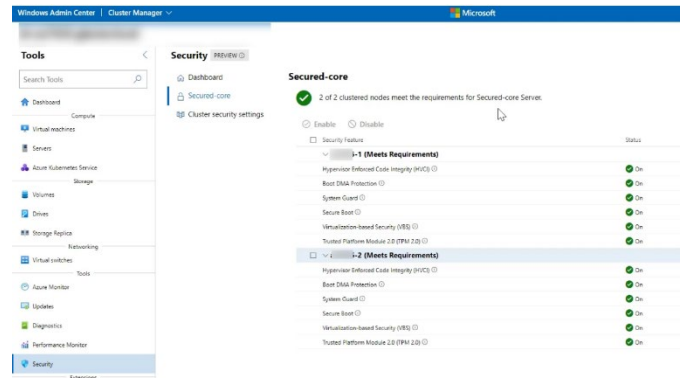 Windows Admin Center | Cluster Manager
Microsoft
Tools
Search Tools
Dashboard
Compute
Virtual machines
Servers
Azure Kubernetes Service
Storage
Volumes
Drives
Storage Replica
Networking
Virtual switches
Tools
Azure Monitor
Updates
Diagnostics
Performance Monitor
Security
Extensions
Security PREVIEW
Dashboard
Secured-core
Cluster security settings
Secured-core
2 of 2 clustered nodes meet the requirements for Secured-core Server.
Enable Disable
Security Feature Status
-1 (Meets Requirements)
Hypervisor Enforced Code Integrity (HVCI) On
Boot DMA Protection On
System Guard On
Secure Boot On
Virtualization-based Security (VBS) On
Trusted Platform Module 2.0 (TPM 2.0) On
-2 (Meets Requirements)
Hypervisor Enforced Code Integrity (HVCI) On
Boot DMA Protection On
System Guard On
Secure Boot On
Virtualization-based Security (VBS) On
Trusted Platform Module 2.0 (TPM 2.0) On